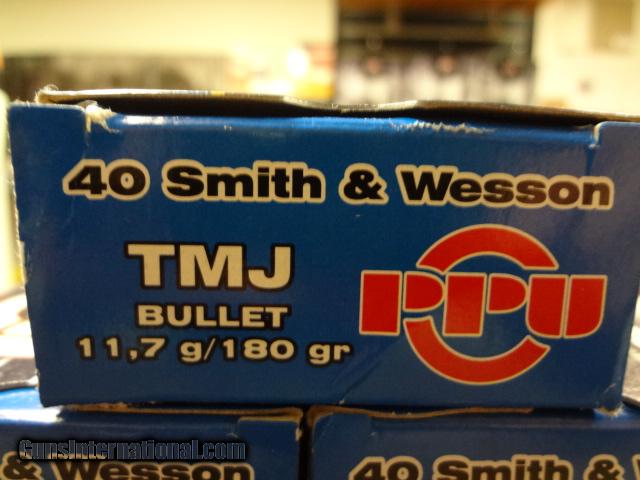 40 Smith & Wesson
TMJ
BULLET
11,7 g/180 gr
PPU
GunsInternational.com
& Wesson
40 Smith &